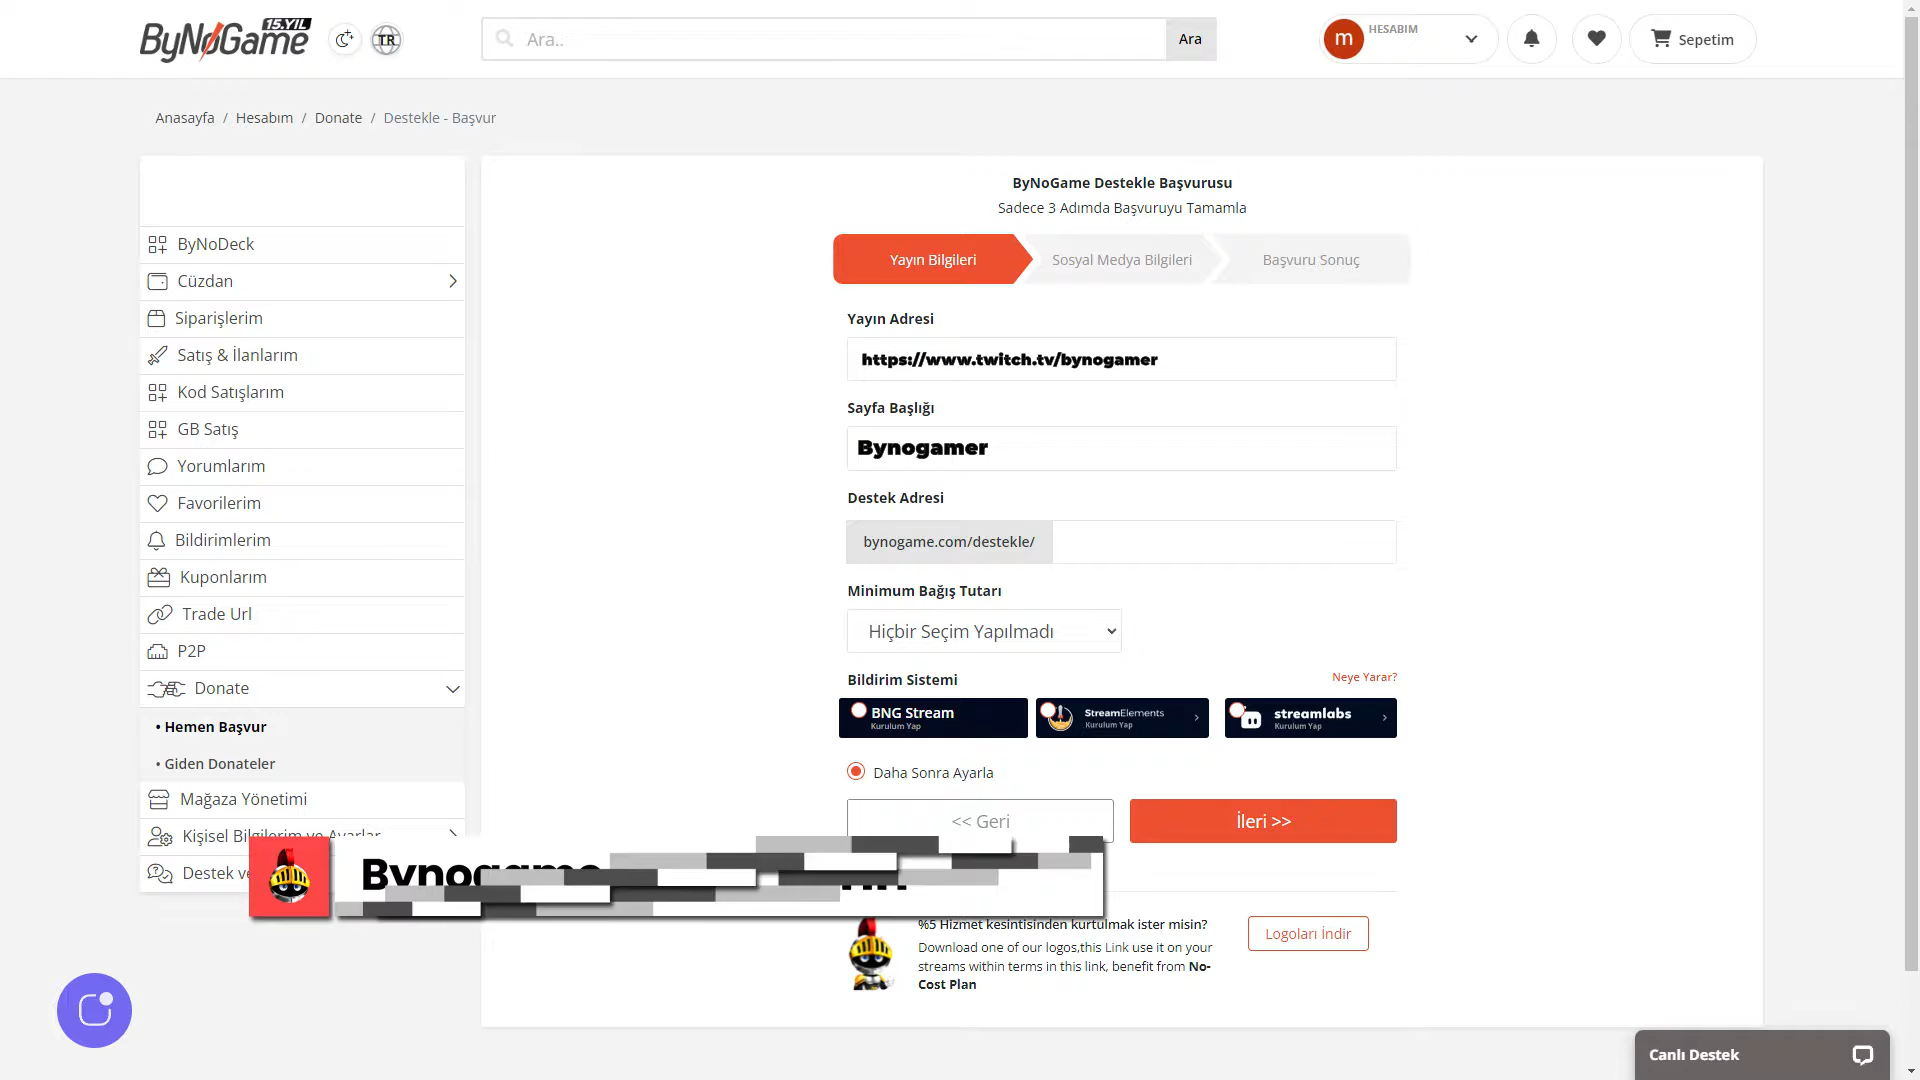 ByNoGame 15.YIL
TR
Ara..
Ara
m
HESABIM
Sepetim
Anasayfa / Hesabım / Donate / Destekle - Başvur
ByNoDeck
Cüzdan
Siparişlerim
Satış & İlanlarım
Kod Satışlarım
GB Satış
Yorumlarım
Favorilerim
Bildirimlerim
Kuponlarım
Trade Url
P2P
Donate
• Hemen Başvur
• Giden Donateler
Mağaza Yönetimi
Kişisel Bilgilerim ve Ayarlar
Destek
ByNoGame Destekle Başvurusu
Sadece 3 Adımda Başvuruyu Tamamla
Yayın Bilgileri
Sosyal Medya Bilgileri
Başvuru Sonuç
Yayın Adresi
https://www.twitch.tv/bynogamer
Sayfa Başlığı
Bynogamer
Destek Adresi
bynogame.com/destekle/
Minimum Bağış Tutarı
Hiçbir Seçim Yapılmadı
Bildirim Sistemi
Neye Yarar?
BNG Stream
Kurulum Yap
StreamElements
Kurulum Yap
streamlabs
Kurulum Yap
Daha Sonra Ayarla
<< Geri
İleri >>
Bynogame
%5 Hizmet kesintisinden kurtulmak ister misin?
Download one of our logos,this Link use it on your
streams within terms in this link, benefit from No-
Cost Plan
Logoları İndir
Canlı Destek